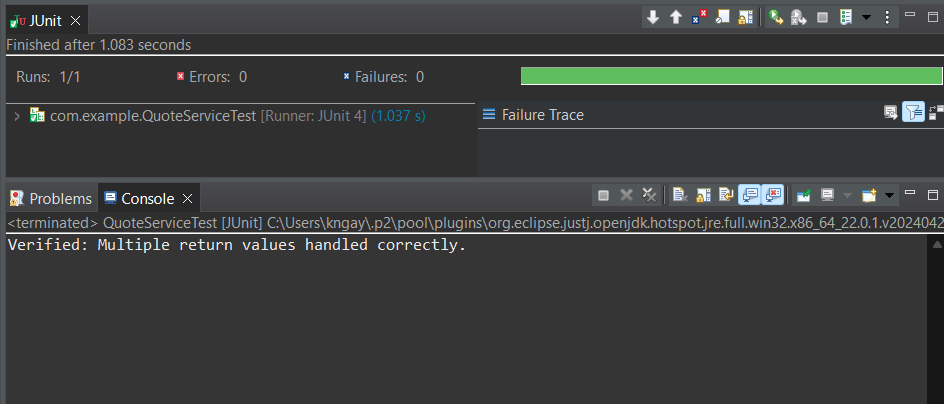 JUnit
Finished after 1.083 seconds
Runs: 1/1 Errors: 0 Failures: 0
com.example.QuoteServiceTest [Runner: JUnit 4] (1.037 s)
Failure Trace
Problems Console
<terminated> QuoteServiceTest [JUnit] C:\Users\kngay\.p2\pool\plugins\org.eclipse.justj.openjdk.hotspot.jre.full.win32.x86_64_22.0.1.v2024042
Verified: Multiple return values handled correctly.